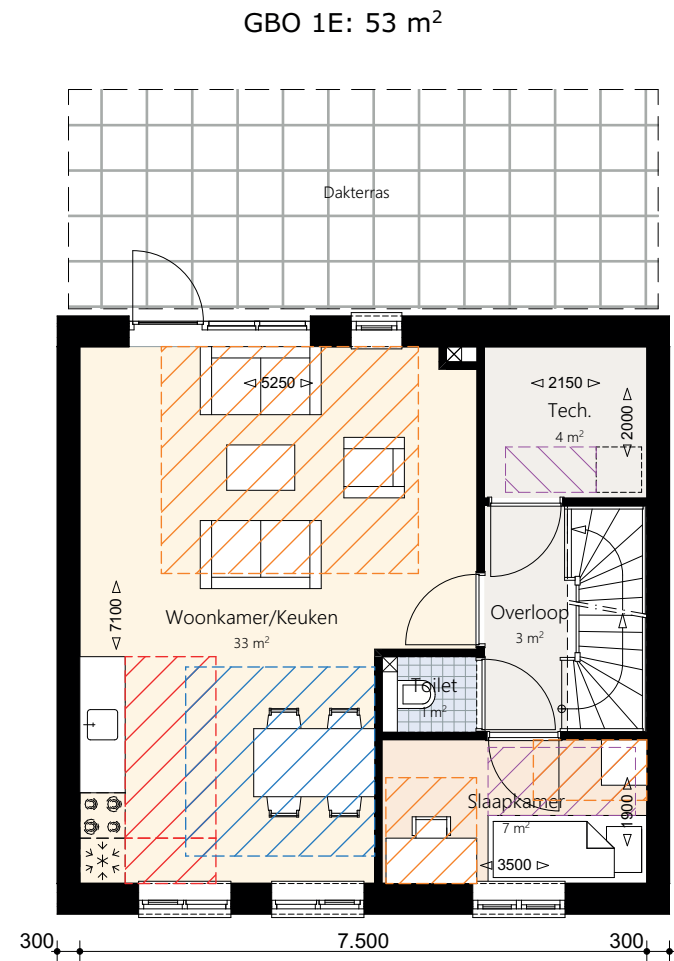 GBO 1E: 53 m²
Dakterras
5250
2150
Tech.
4 m²
2000
7100
Woonkamer/Keuken
33 m²
Overloop
3 m²
Toilet
1 m²
Slaapkamer
7 m²
1900
3500
300
7.500
300